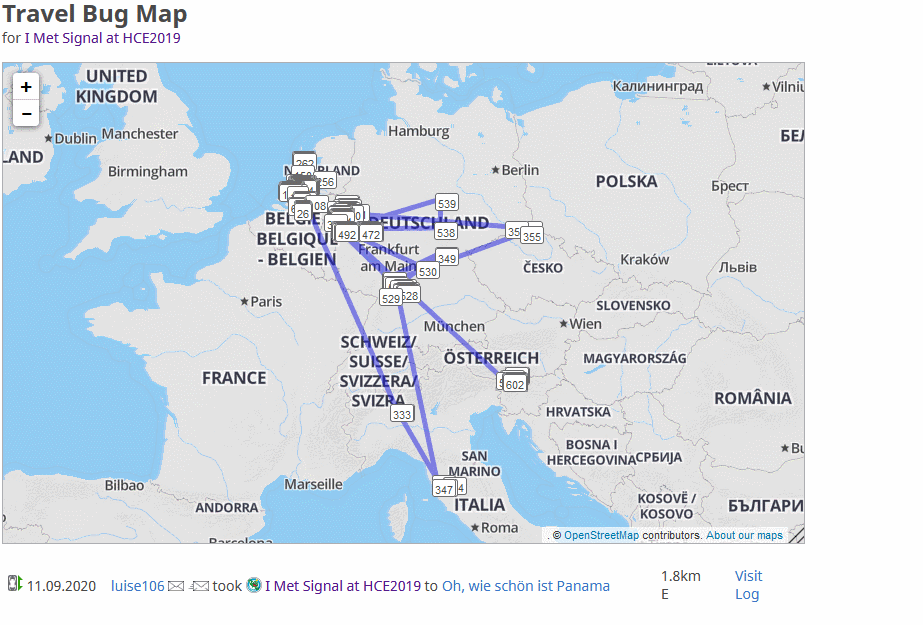 Travel Bug Map
for I Met Signal at HCE2019
+
−
UNITED
KINGDOM
LIETUVA
Калининград
Vilniu
Dublin
Manchester
Hamburg
БЕЛ
LAND
Birmingham
262
NEDERLAND
256
Berlin
POLSKA
Брест
539
26
DEUTSCHLAND
BELGIË
BELGIQUE
- BELGIEN
492
472
538
355
Frankfurt
am Main
349
530
ČESKO
Kraków
Львів
529
528
Paris
SLOVENSKO
München
Wien
SCHWEIZ/
SUISSE/
SVIZZERA/
SVIZRA
ÖSTERREICH
MAGYARORSZÁG
FRANCE
602
333
ROMÂNIA
HRVATSKA
SAN
MARINO
BOSNA I
HERCEGOVINA
СРБИЈА
Bu
Bilbao
Marseille
347
ANDORRA
ITALIA
KOSOVË /
KOSOVO
БЪЛГАРИ
Barcelona
Roma
. © OpenStreetMap contributors. About our maps
11.09.2020 luise106 took I Met Signal at HCE2019 to Oh, wie schön ist Panama
1.8km
E
Visit
Log